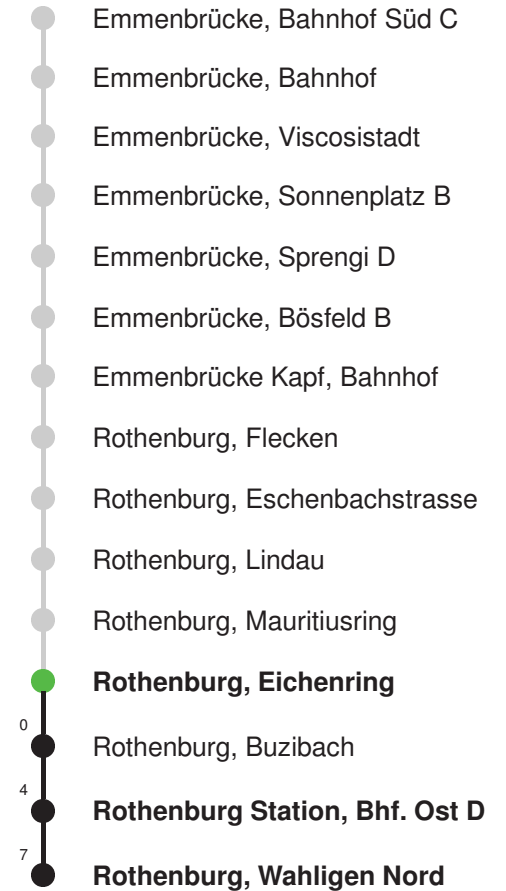 Emmenbrücke, Bahnhof Süd C
Emmenbrücke, Bahnhof
Emmenbrücke, Viscosistadt
Emmenbrücke, Sonnenplatz B
Emmenbrücke, Sprengi D
Emmenbrücke, Bösfeld B
Emmenbrücke Kapf, Bahnhof
Rothenburg, Flecken
Rothenburg, Eschenbachstrasse
Rothenburg, Lindau
Rothenburg, Mauritiusring
Rothenburg, Eichenring
0 Rothenburg, Buzibach
4 Rothenburg Station, Bhf. Ost D
7 Rothenburg, Wahligen Nord